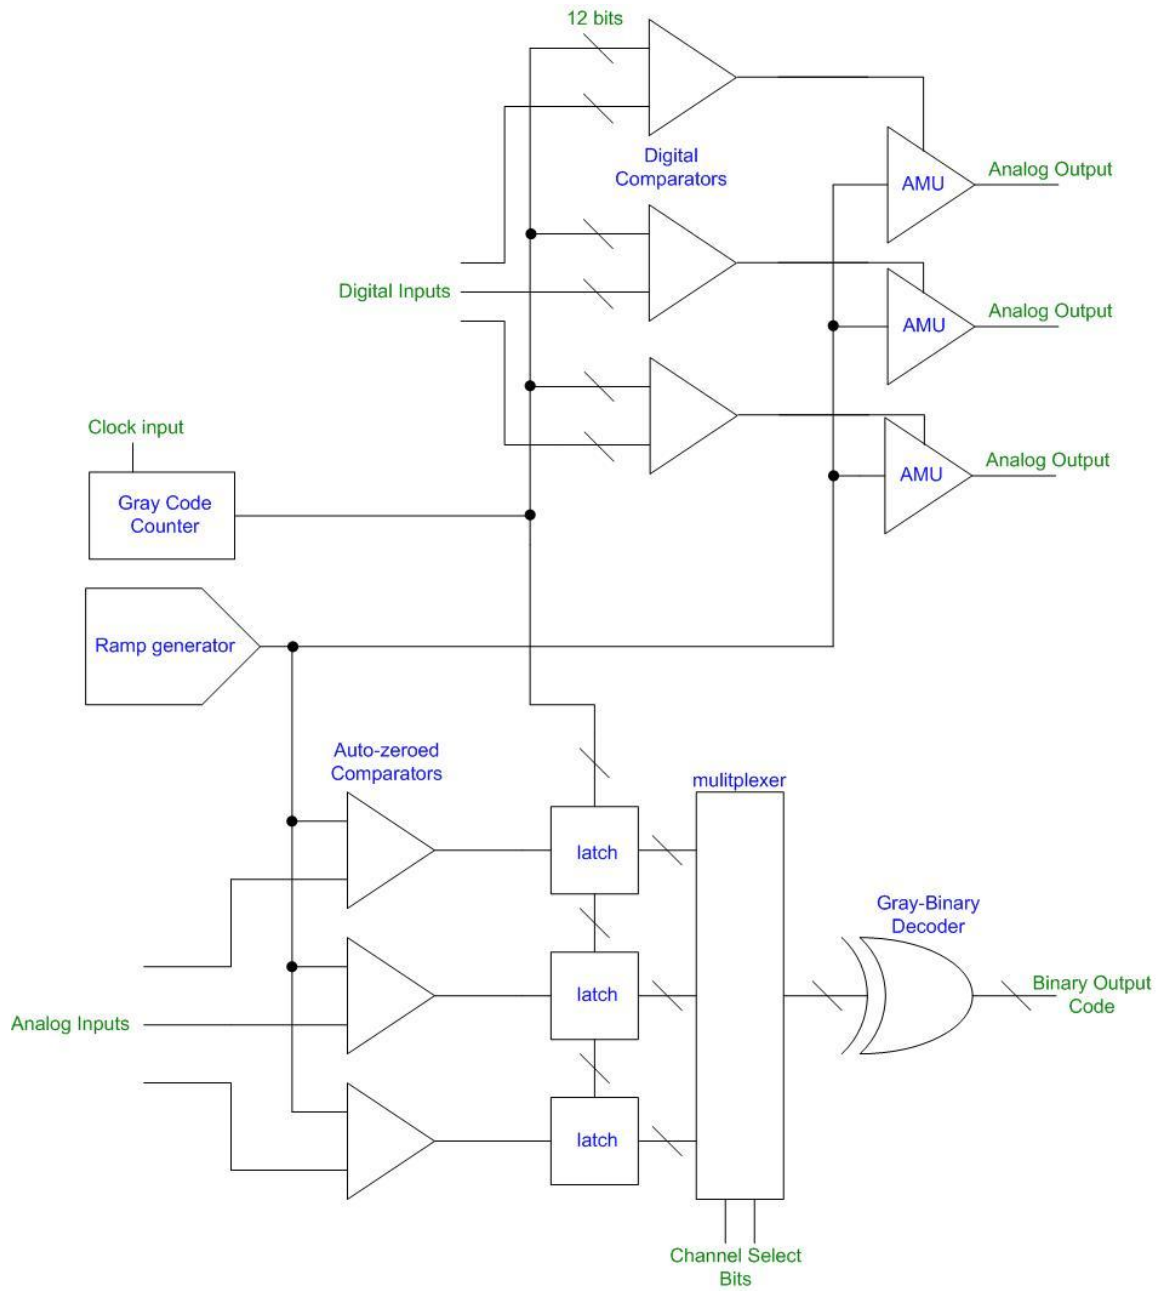 12 bits
Digital
Comparators
AMU
Analog Output
Digital Inputs
AMU
Analog Output
Clock input
AMU
Analog Output
Gray Code
Counter
Ramp generator
Auto-zeroed
Comparators
mulitplexer
latch
Gray-Binary
Decoder
latch
Binary Output
Code
Analog Inputs
latch
Channel Select
Bits